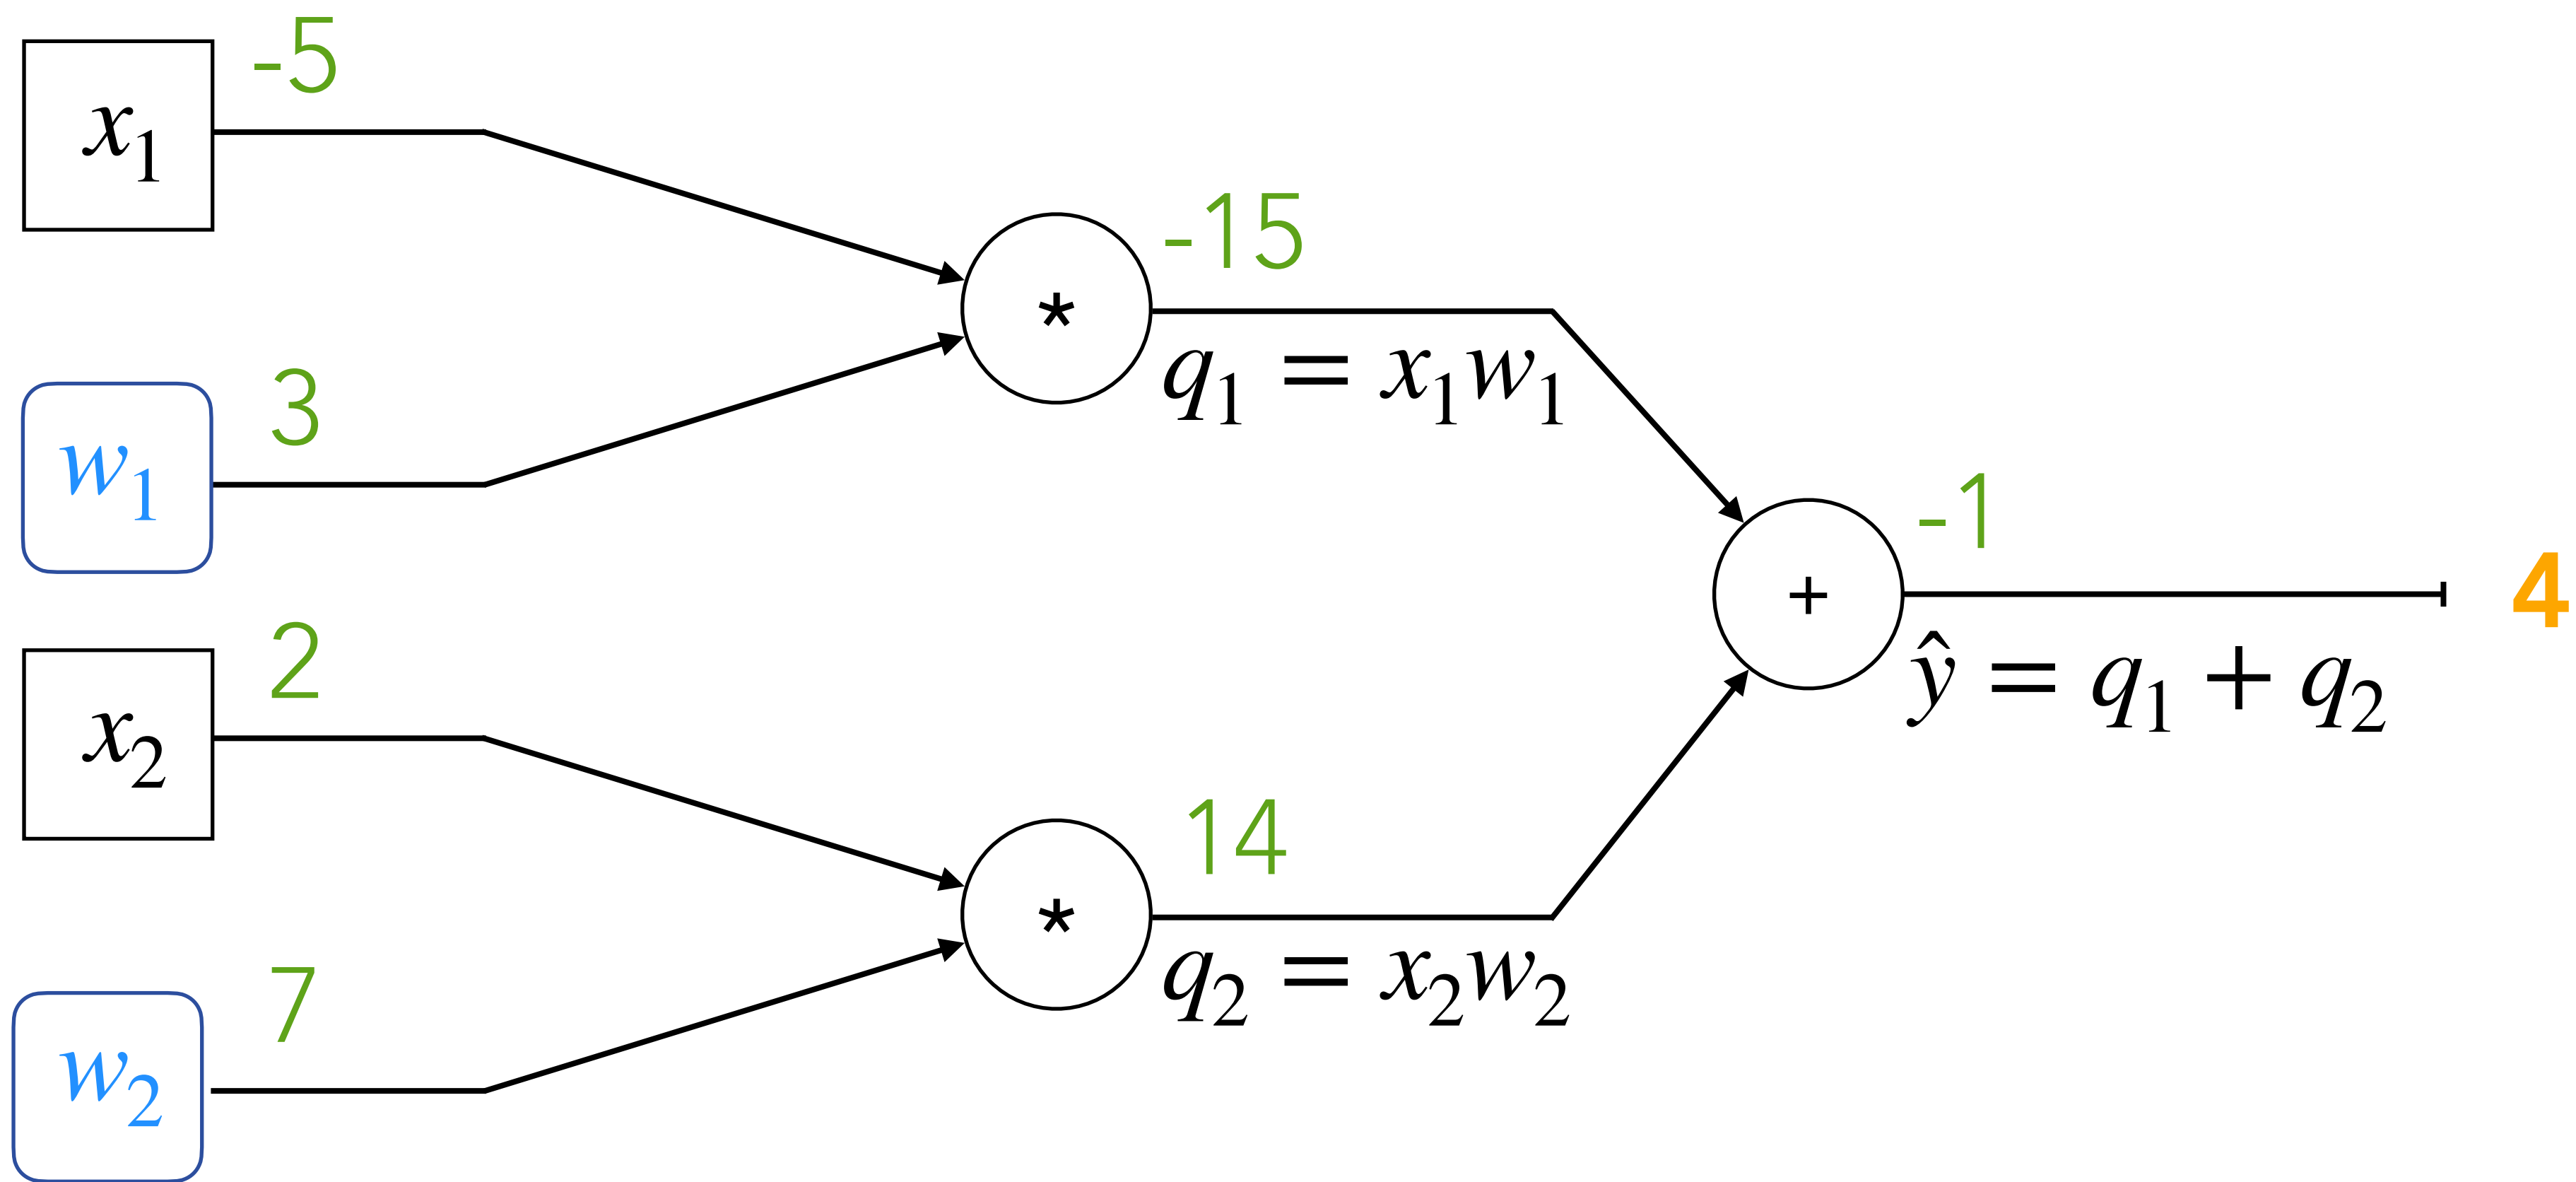 -5
x₁
-15
*
q₁ = x₁w₁
3
w₁
-1
+
4
ŷ = q₁ + q₂
2
x₂
14
*
q₂ = x₂w₂
7
w₂